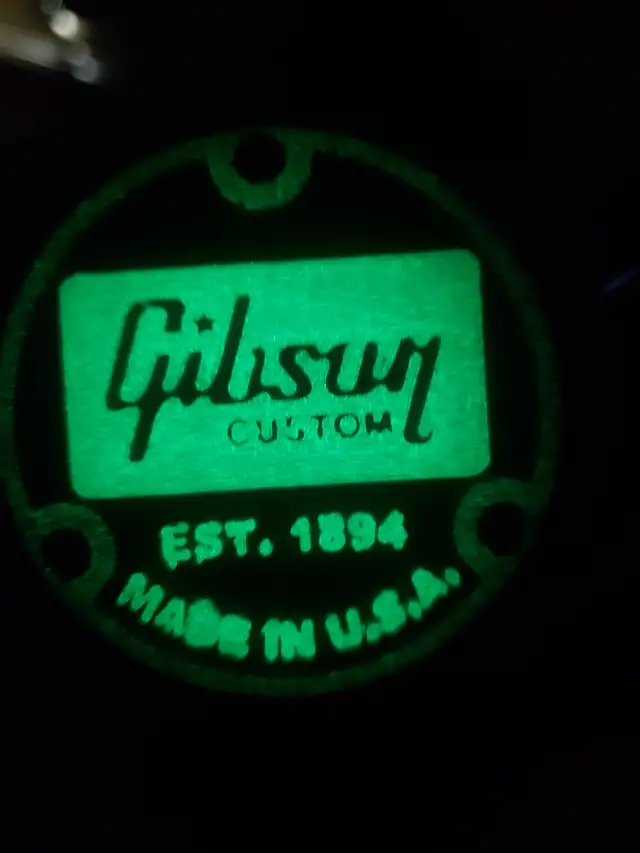 Gibson
CUSTOM
EST. 1894
MADE IN U.S.A.